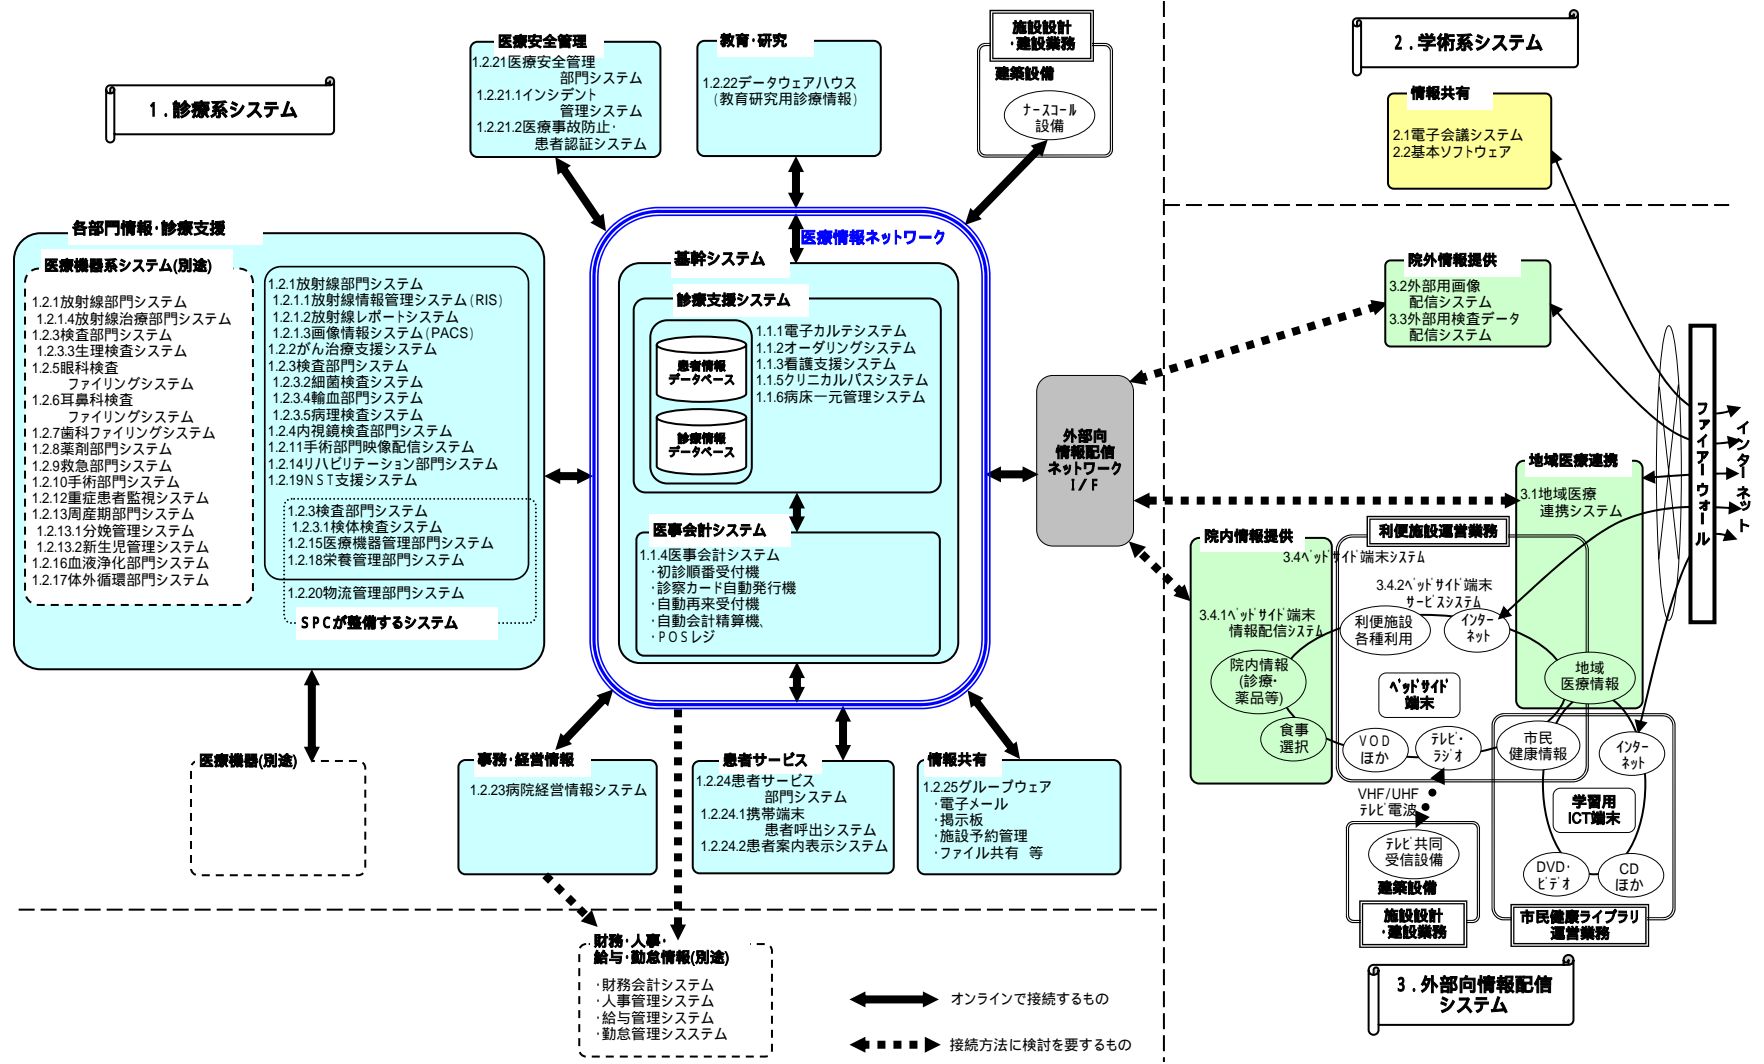 1．診療系システム
医療安全管理
1.2.21医療安全管理
部門システム
1.2.21.1インシデント
管理システム
1.2.21.2医療事故防止・
患者認証システム
教育・研究
1.2.22データウェアハウス
(教育研究用診療情報)
施設設計
・建設業務
建築設備
ナースコール
設備
2．学術系システム
情報共有
2.1電子会議システム
2.2基本ソフトウェア
各部門情報・診療支援
医療機器系システム(別途)
1.2.1放射線部門システム
1.2.1.4放射線治療部門システム
1.2.3検査部門システム
1.2.3.3生理検査システム
1.2.5眼科検査
ファイリングシステム
1.2.6耳鼻科検査
ファイリングシステム
1.2.7歯科ファイリングシステム
1.2.8薬剤部門システム
1.2.9救急部門システム
1.2.10手術部門システム
1.2.12重症患者監視システム
1.2.13周産期部門システム
1.2.13.1分娩管理システム
1.2.13.2新生児管理システム
1.2.16血液浄化部門システム
1.2.17体外循環部門システム
1.2.1放射線部門システム
1.2.1.1放射線情報管理システム(RIS)
1.2.1.2放射線レポートシステム
1.2.1.3画像情報システム(PACS)
1.2.2がん治療支援システム
1.2.3検査部門システム
1.2.3.2細菌検査システム
1.2.3.4輸血部門システム
1.2.3.5病理検査システム
1.2.4内視鏡検査部門システム
1.2.11手術部門映像配信システム
1.2.14リハビリテーション部門システム
1.2.19ＮＳＴ支援システム
1.2.3検査部門システム
1.2.3.1検体検査システム
1.2.15医療機器管理部門システム
1.2.18栄養管理部門システム
1.2.20物流管理部門システム
ＳＰＣが整備するシステム
医療機器(別途)
医療情報ネットワーク
基幹システム
診療支援システム
患者情報
データベース
診療情報
データベース
1.1.1電子カルテシステム
1.1.2オーダリングシステム
1.1.3看護支援システム
1.1.5クリニカルパスシステム
1.1.6病床一元管理システム
医事会計システム
1.1.4医事会計システム
・初診順番受付機
・診察カード自動発行機
・自動再来受付機
・自動会計精算機、
・ＰＯＳレジ
事務・経営情報
1.2.23病院経営情報システム
患者サービス
1.2.24患者サービス
部門システム
1.2.24.1携帯端末
患者呼出システム
1.2.24.2患者案内表示システム
情報共有
1.2.25グループウェア
・電子メール
・掲示板
・施設予約管理
・ファイル共有 等
財務・人事・
給与・勤怠情報(別途)
・財務会計システム
・人事管理システム
・給与管理システム
・勤怠管理シスステム
オンラインで接続するもの
接続方法に検討を要するもの
外部向
情報配信
ネットワーク
Ｉ／Ｆ
院外情報提供
3.2外部用画像
配信システム
3.3外部用検査データ
配信システム
ファイアーウォール
インターネット
地域医療連携
3.1地域医療
連携システム
院内情報提供
利便施設運営業務
3.4ベッドサイド端末システム
3.4.2ベッドサイド端末
サービスシステム
3.4.1ベッドサイド端末
情報配信システム
利便施設
各種利用
インター
ネット
院内情報
(診療・
薬品等)
地域
医療情報
ベッドサイド
端末
食事
選択
ＶＯＤ
ほか
テレビ・
ラジオ
市民
健康情報
インター
ネット
VHF/UHF
テレビ電波
学習用
ICT端末
テレビ共同
受信設備
建築設備
施設設計
・建設業務
DVD・
ビデオ
CD
ほか
市民健康ライブラリ
運営業務
3．外部向情報配信
システム